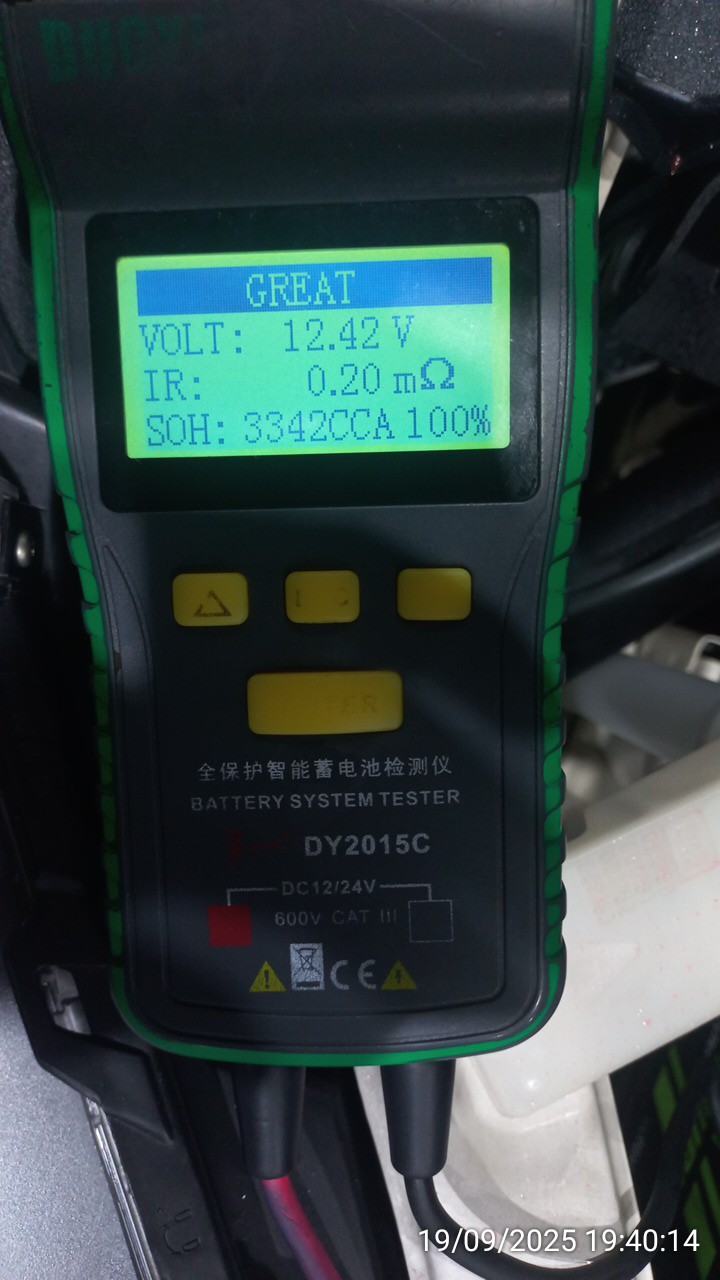 GREAT
VOLT: 12.42 V
IR: 0.20 mΩ
SOH: 3342CCA 100%
全保护智能蓄电池检测仪
BATTERY SYSTEM TESTER
DY2015C
DC12/24V
600V CAT III
CE
19/09/2025 19:40:14